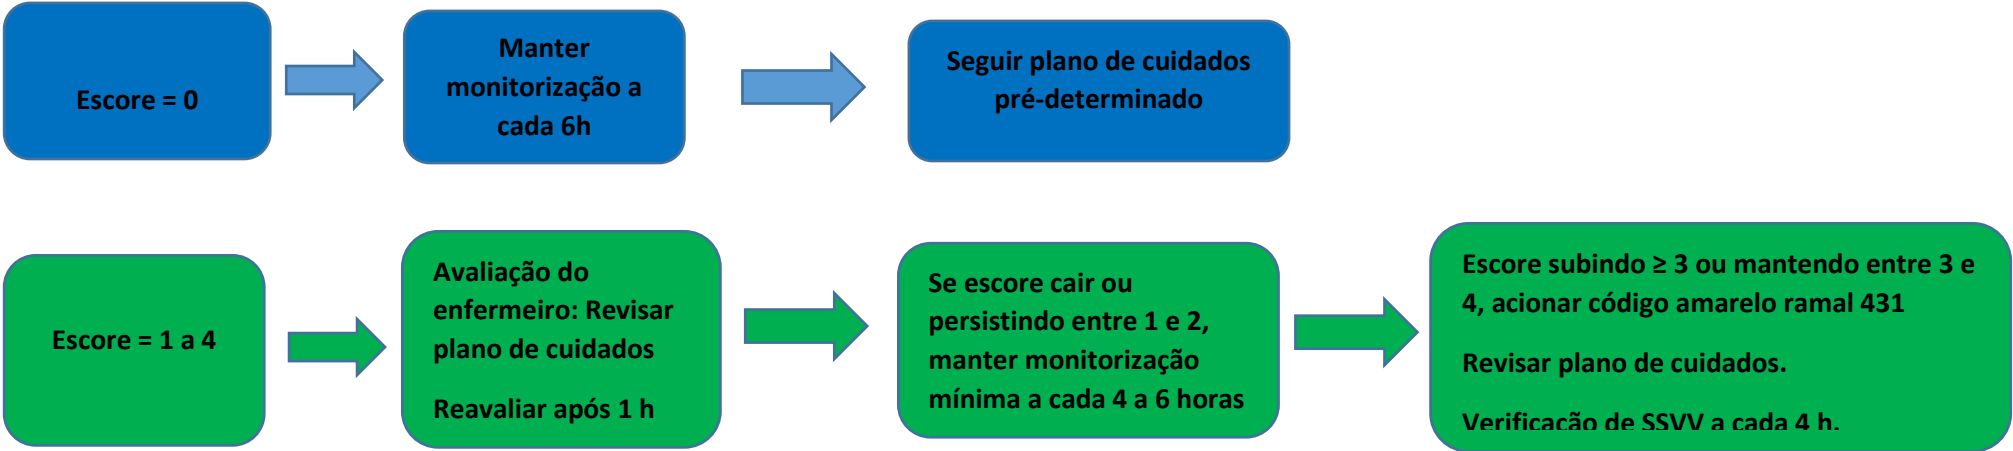 Escore = 0
Manter
monitorização a
cada 6h
Seguir plano de cuidados
pré-determinado
Escore = 1 a 4
Avaliação do
enfermeiro: Revisar
plano de cuidados
Reavaliar após 1 h
Se escore cair ou
persistindo entre 1 e 2,
manter monitorização
mínima a cada 4 a 6 horas
Escore subindo ≥ 3 ou mantendo entre 3 e
4, acionar código amarelo ramal 431
Revisar plano de cuidados.
Verificação de SSVV a cada 4 h.